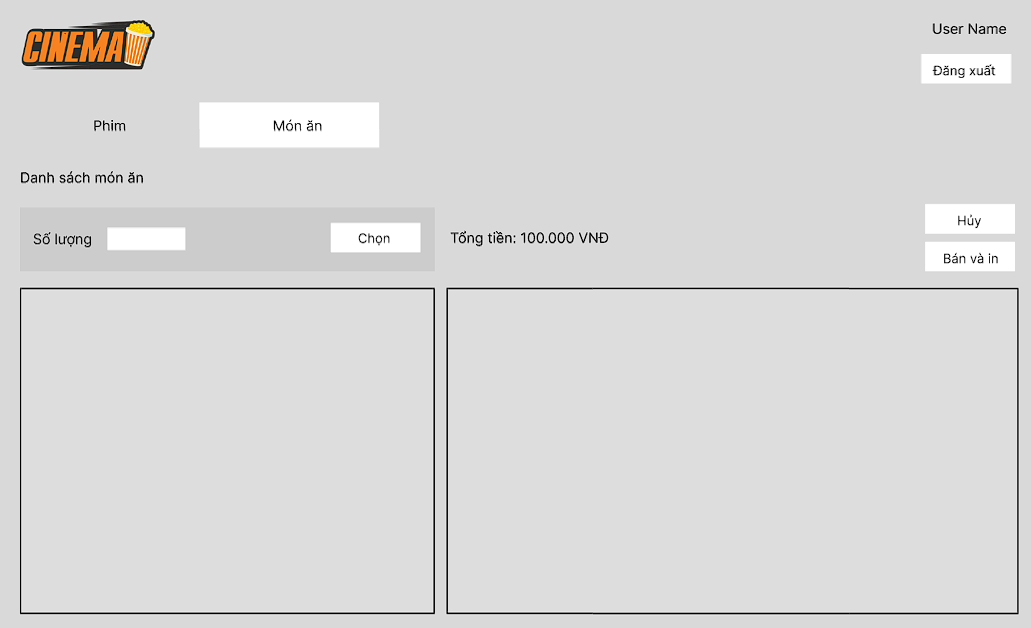 CINEMA
User Name
Đăng xuất
Phim
Món ăn
Danh sách món ăn
Số lượng
Chọn
Tổng tiền: 100.000 VNĐ
Hủy
Bán và in